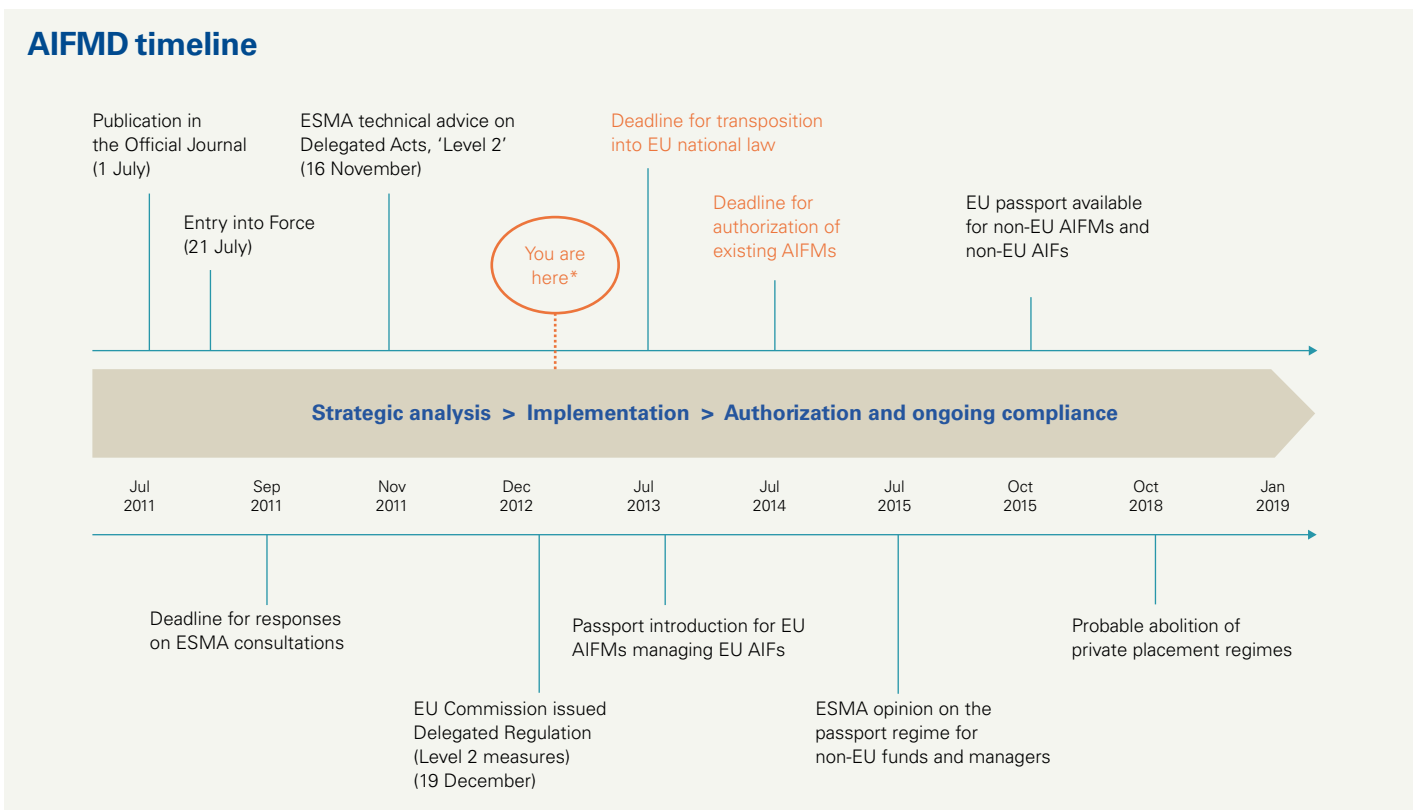 AIFMD timeline
Publication in
the Official Journal
(1 July)
Entry into Force
(21 July)
ESMA technical advice on
Delegated Acts, ‘Level 2’
(16 November)
You are
here*
Deadline for transposition
into EU national law
Deadline for
authorization of
existing AIFMs
EU passport available
for non-EU AIFMs and
non-EU AIFs
Strategic analysis > Implementation > Authorization and ongoing compliance
Jul
2011
Sep
2011
Nov
2011
Dec
2012
Jul
2013
Jul
2014
Jul
2015
Oct
2015
Oct
2018
Jan
2019
Deadline for responses
on ESMA consultations
EU Commission issued
Delegated Regulation
(Level 2 measures)
(19 December)
Passport introduction for EU
AIFMs managing EU AIFs
ESMA opinion on the
passport regime for
non-EU funds and managers
Probable abolition of
private placement regimes